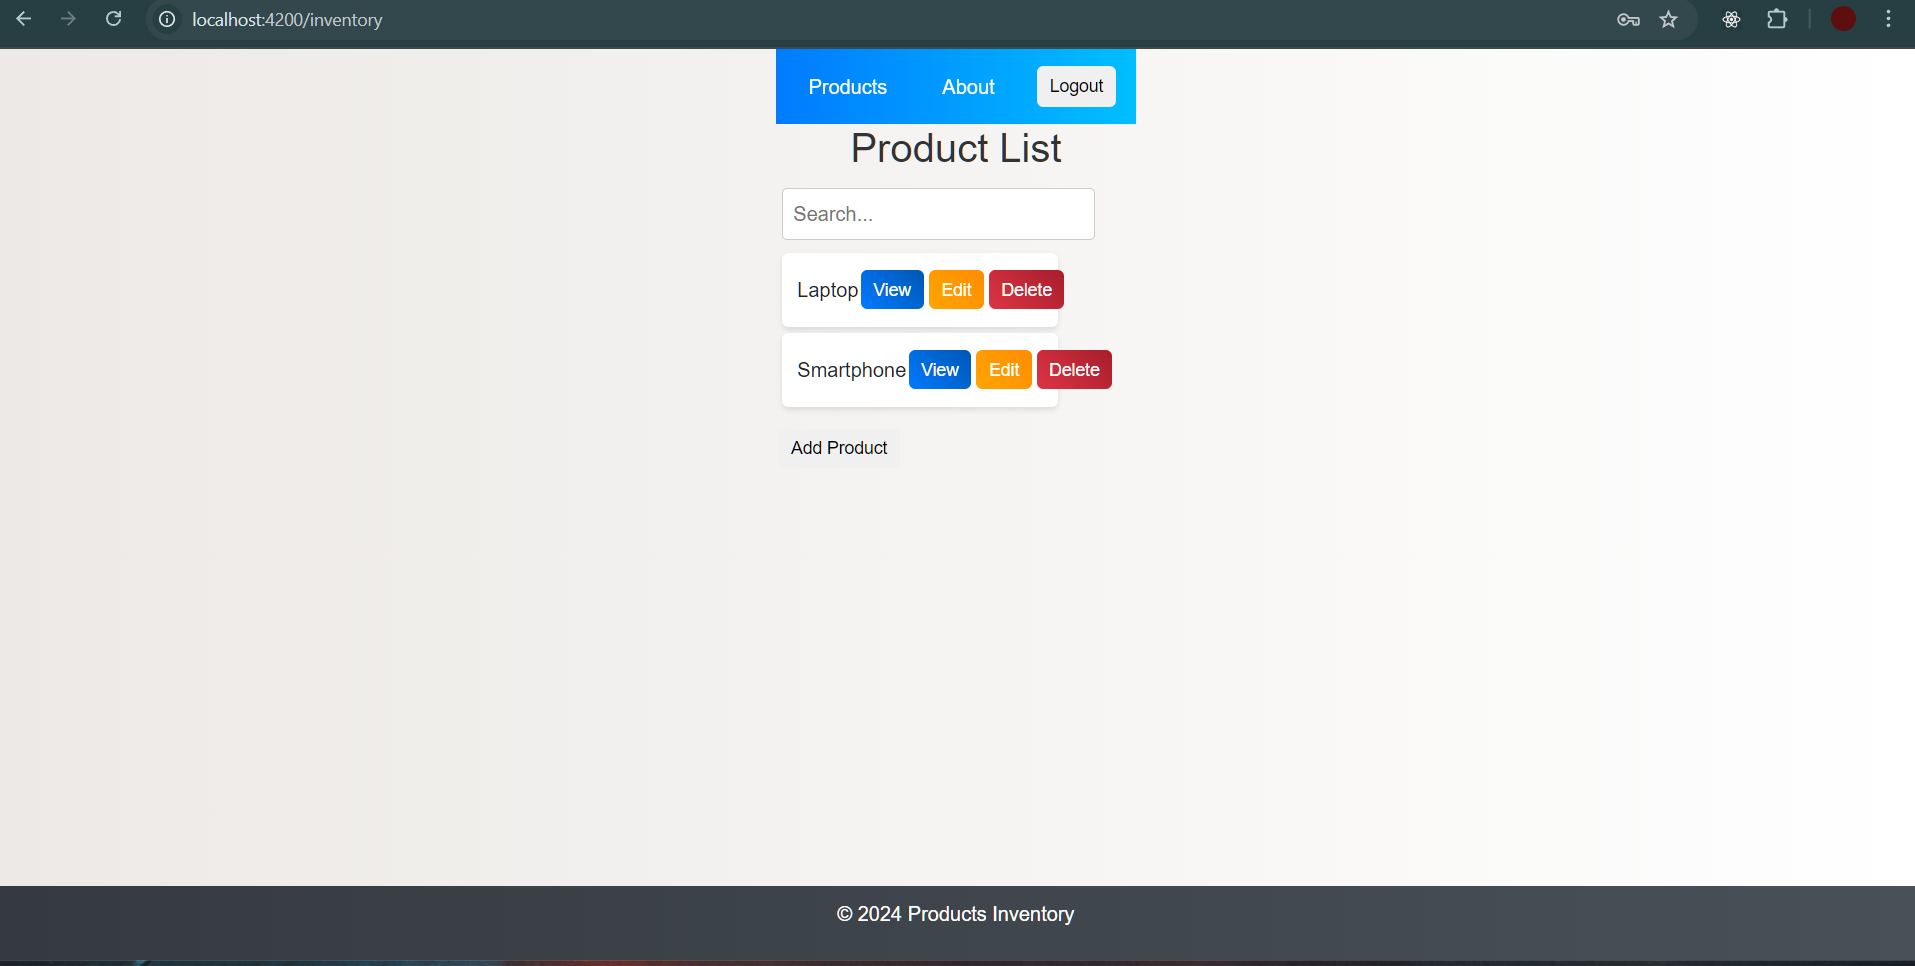 localhost:4200/inventory
Products About Logout
Product List
Search...
Laptop View Edit Delete
Smartphone View Edit Delete
Add Product
© 2024 Products Inventory